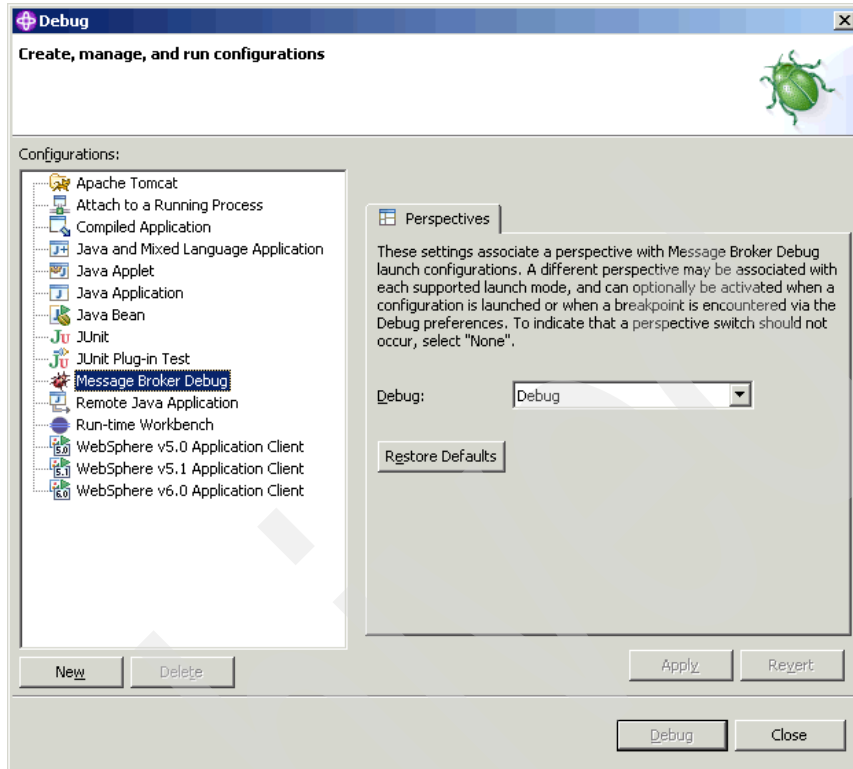 Debug
Create, manage, and run configurations
Configurations:
Apache Tomcat
Attach to a Running Process
Compiled Application
Java and Mixed Language Application
Java Applet
Java Application
Java Bean
JUnit
JUnit Plug-in Test
Message Broker Debug
Remote Java Application
Run-time Workbench
WebSphere v5.0 Application Client
WebSphere v5.1 Application Client
WebSphere v6.0 Application Client
New
Delete
Perspectives
These settings associate a perspective with Message Broker Debug
launch configurations. A different perspective may be associated with
each supported launch mode, and can optionally be activated when a
configuration is launched or when a breakpoint is encountered via the
Debug preferences. To indicate that a perspective switch should not
occur, select "None".
Debug: Debug
Restore Defaults
Apply Revert
Debug Close